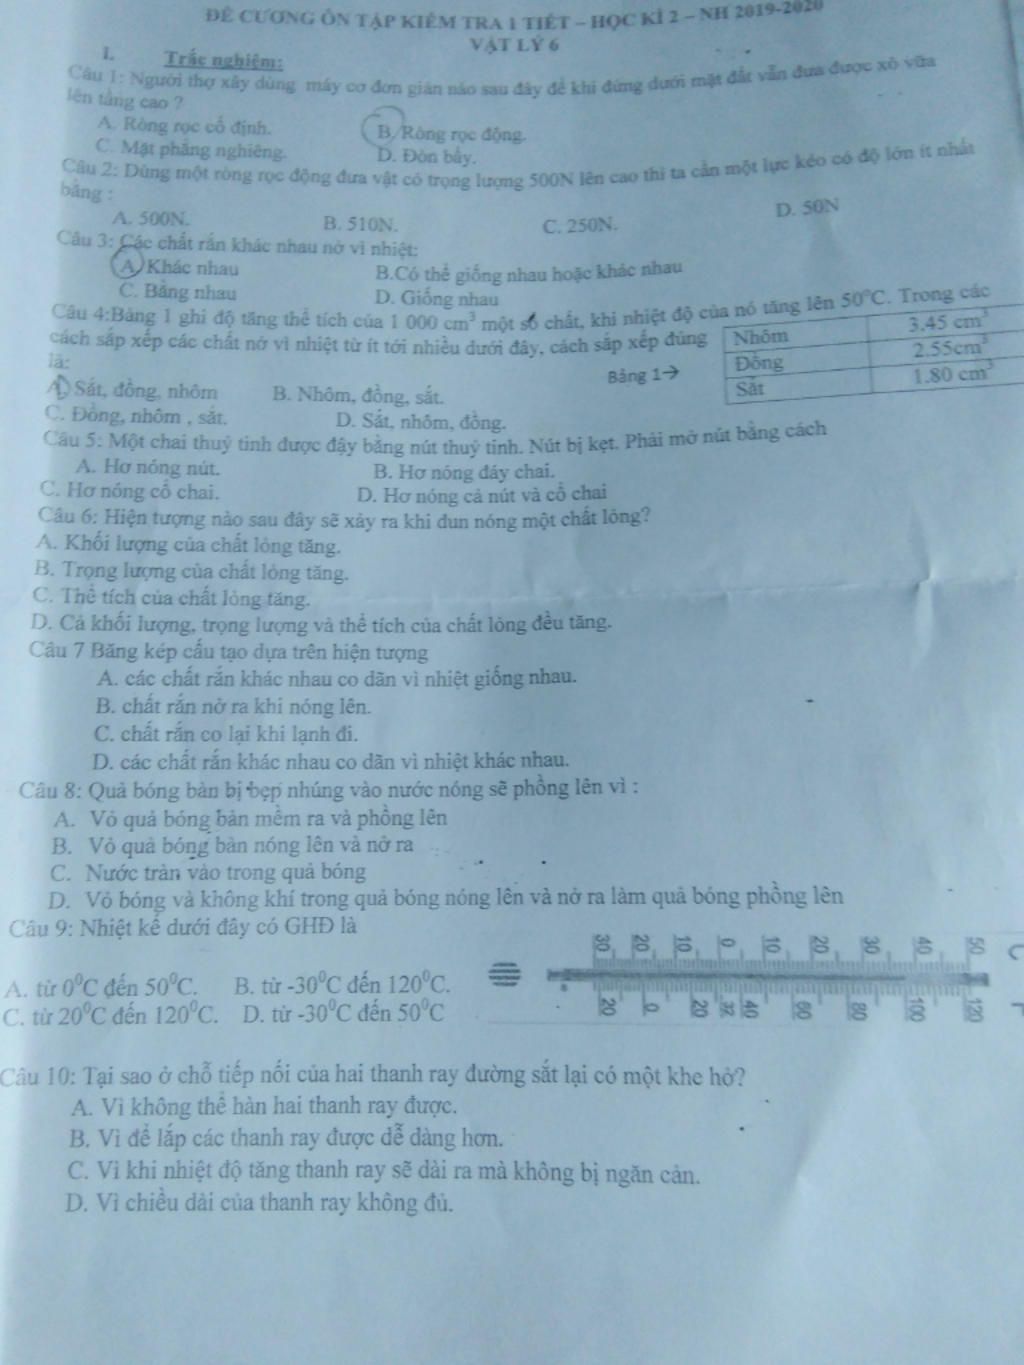 ĐỀ CƯƠNG ÔN TẬP KIỂM TRA 1 TIẾT – HỌC KÌ 2 – NH 2019-2020
VẬT LÝ 6
I. Trắc nghiệm:
Câu 1: Người thợ xây dùng máy cơ đơn giản nào sau đây để khi đứng dưới mặt đất vẫn đưa được xô vữa
lên tầng cao ?
A. Ròng rọc cố định. B. Ròng rọc động.
C. Mặt phẳng nghiêng. D. Đòn bẩy.
Câu 2: Dùng một ròng rọc động đưa vật có trọng lượng 500N lên cao thì ta cần một lực kéo có độ lớn ít nhất
bằng :
A. 500N. B. 510N. C. 250N. D. 50N
Câu 3: Các chất rắn khác nhau nở vì nhiệt:
A. Khác nhau B.Có thể giống nhau hoặc khác nhau
C. Bằng nhau D. Giống nhau
Câu 4:Bảng 1 ghi độ tăng thể tích của 1 000 cm³ một số chất, khi nhiệt độ của nó tăng lên 50⁰C. Trong các
cách sắp xếp các chất nở vì nhiệt từ ít tới nhiều dưới đây, cách sắp xếp đúng
là:
Bảng 1→
Nhôm 3.45 cm³
Đồng 2.55cm³
Sắt 1.80 cm³
A. Sắt, đồng, nhôm B. Nhôm, đồng, sắt.
C. Đồng, nhôm , sắt. D. Sắt, nhôm, đồng.
Câu 5: Một chai thuỷ tinh được đậy bằng nút thuỷ tinh. Nút bị kẹt. Phải mở nút bằng cách
A. Hơ nóng nút. B. Hơ nóng đáy chai.
C. Hơ nóng cổ chai. D. Hơ nóng cả nút và cổ chai
Câu 6: Hiện tượng nào sau đây sẽ xảy ra khi đun nóng một chất lỏng?
A. Khối lượng của chất lỏng tăng.
B. Trọng lượng của chất lỏng tăng.
C. Thể tích của chất lỏng tăng.
D. Cả khối lượng, trọng lượng và thể tích của chất lỏng đều tăng.
Câu 7 Băng kép cấu tạo dựa trên hiện tượng
A. các chất rắn khác nhau co dãn vì nhiệt giống nhau.
B. chất rắn nở ra khi nóng lên.
C. chất rắn co lại khi lạnh đi.
D. các chất rắn khác nhau co dãn vì nhiệt khác nhau.
Câu 8: Quả bóng bàn bị bẹp nhúng vào nước nóng sẽ phồng lên vì :
A. Vỏ quả bóng bàn mềm ra và phồng lên
B. Vỏ quả bóng bàn nóng lên và nở ra
C. Nước tràn vào trong quả bóng
D. Vỏ bóng và không khí trong quả bóng nóng lên và nở ra làm quả bóng phồng lên
Câu 9: Nhiệt kế dưới đây có GHĐ là
30 20 10 0 10 20 30 40 50 C
20 0 20 32 40 60 80 100 120
A. từ 0⁰C đến 50⁰C. B. từ -30⁰C đến 120⁰C.
C. từ 20⁰C đến 120⁰C. D. từ -30⁰C đến 50⁰C
Câu 10: Tại sao ở chỗ tiếp nối của hai thanh ray đường sắt lại có một khe hở?
A. Vì không thể hàn hai thanh ray được.
B. Vì để lắp các thanh ray được dễ dàng hơn.
C. Vì khi nhiệt độ tăng thanh ray sẽ dài ra mà không bị ngăn cản.
D. Vì chiều dài của thanh ray không đủ.